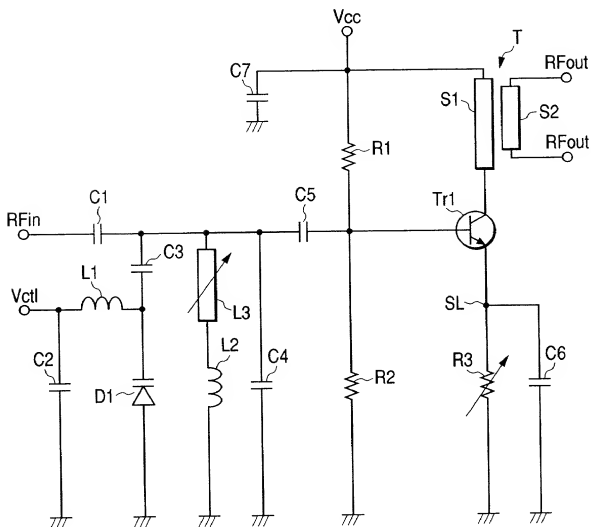 Vcc
T
RFout
C7
S1
S2
R1
RFout
C1
C5
Tr1
RFin
C3
L1
Vctl
L3
SL
L2
C2
D1
C4
R2
R3
C6